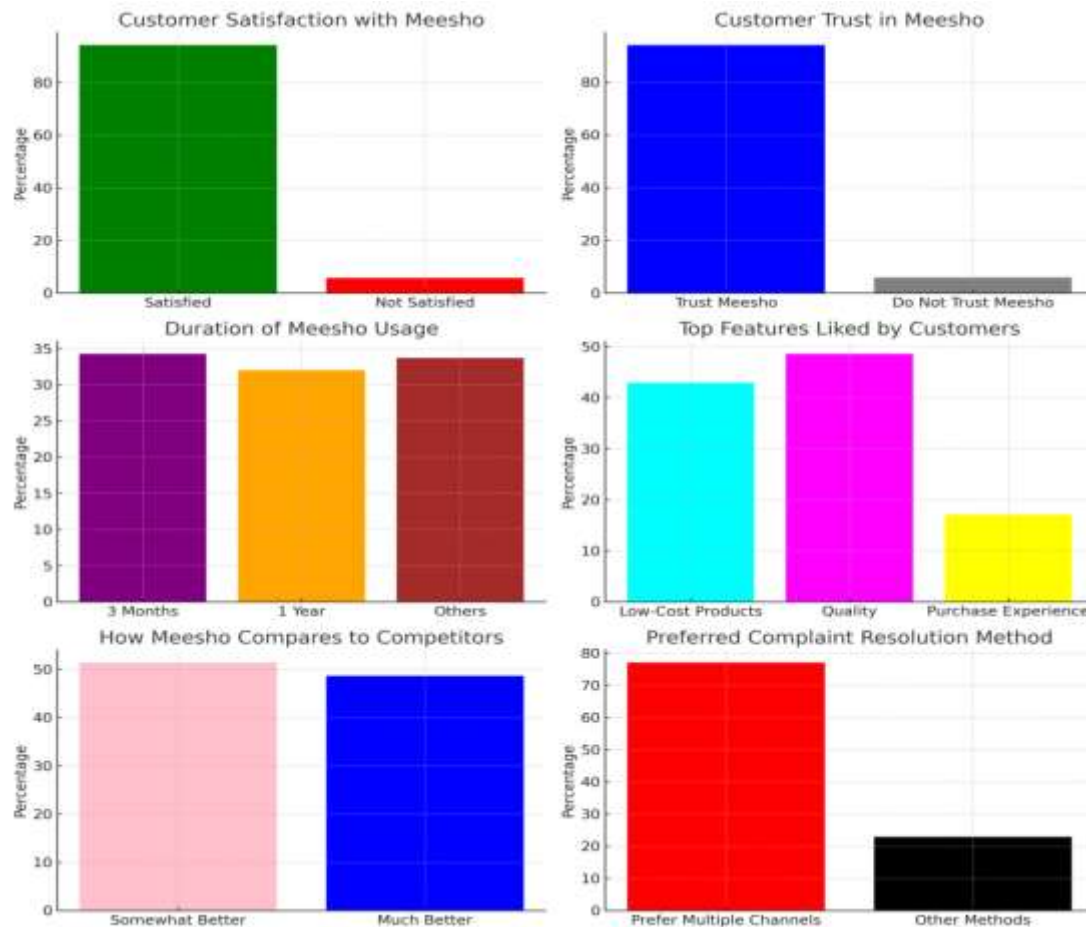 Customer Satisfaction with Meesho
Percentage
80
60
40
20
0
Satisfied Not Satisfied
Customer Trust in Meesho
Percentage
80
60
40
20
0
Trust Meesho Do Not Trust Meesho
Duration of Meesho Usage
Percentage
35
30
25
20
15
10
5
0
3 Months 1 Year Others
Top Features Liked by Customers
Percentage
50
40
30
20
10
0
Low-Cost Products Quality Purchase Experience
How Meesho Compares to Competitors
Percentage
50
40
30
20
10
0
Somewhat Better Much Better
Preferred Complaint Resolution Method
Percentage
80
70
60
50
40
30
20
10
0
Prefer Multiple Channels Other Methods